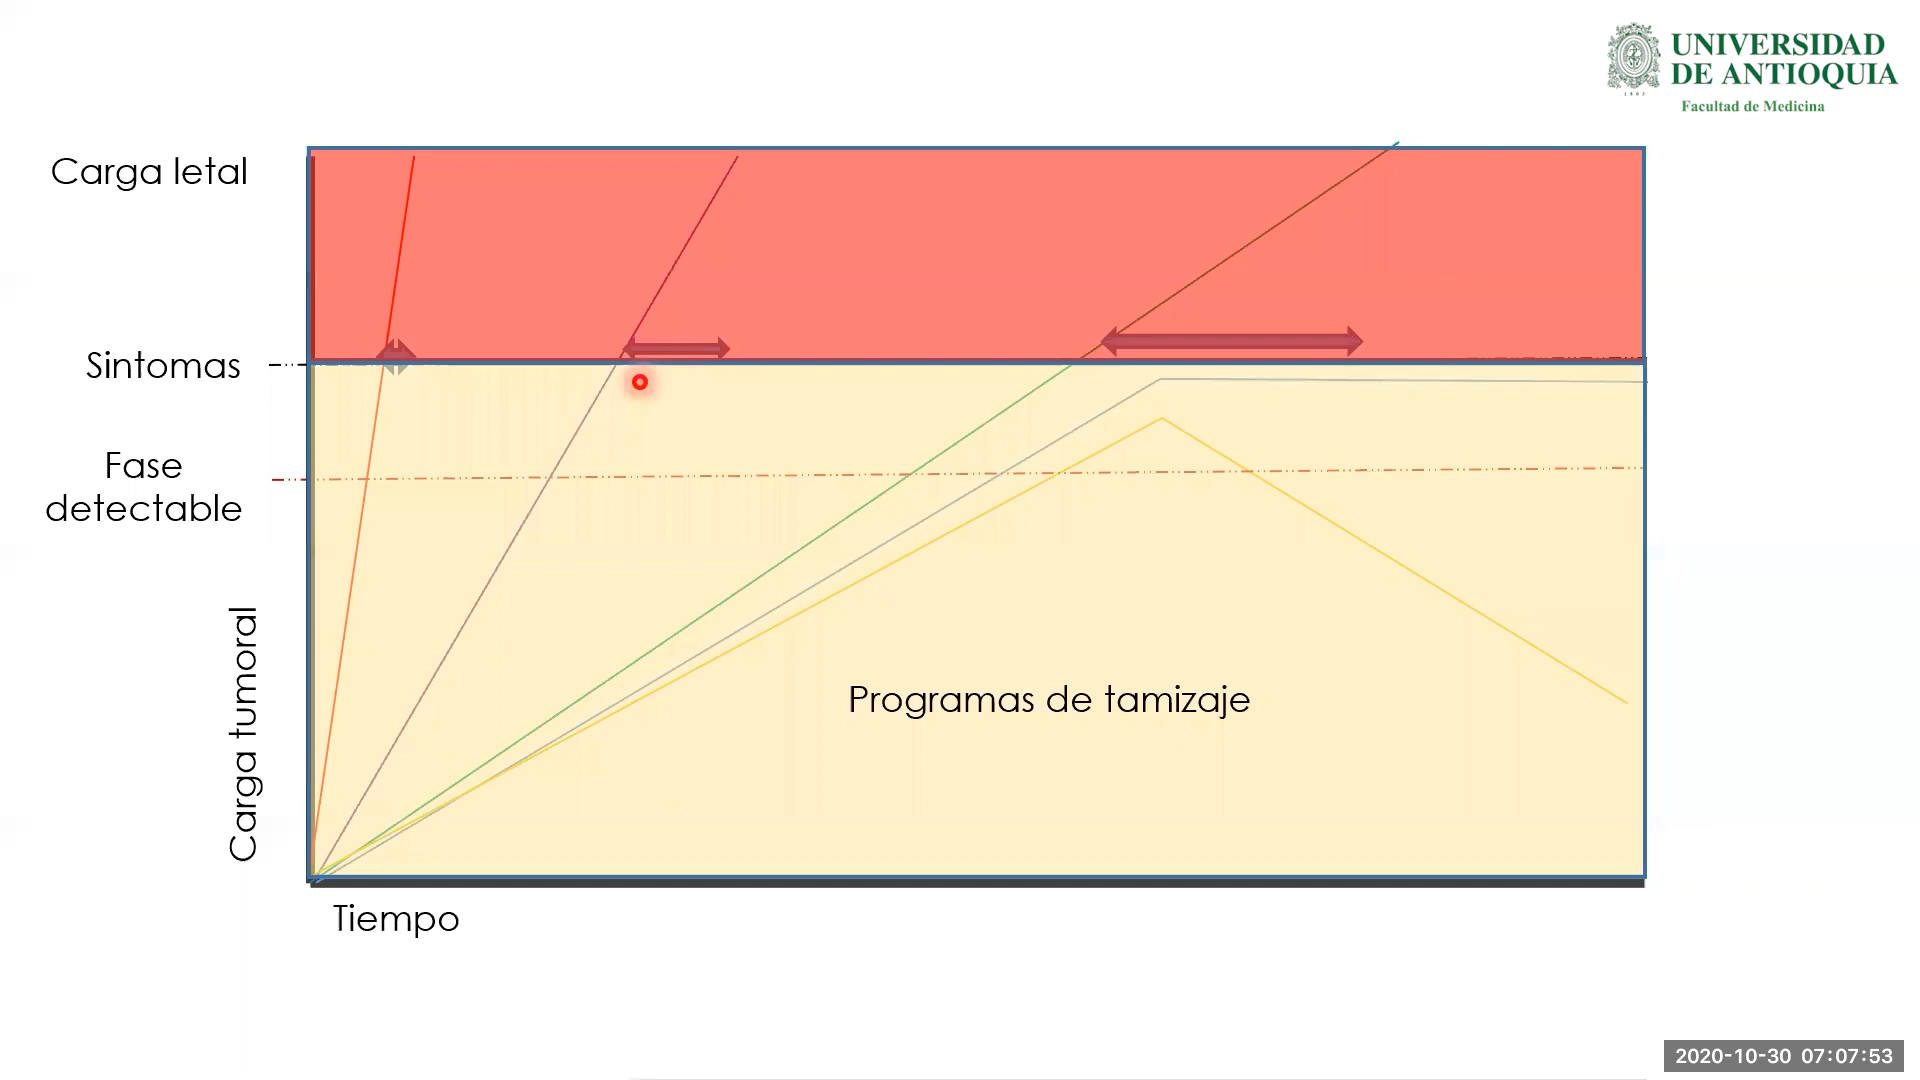 UNIVERSIDAD
DE ANTIOQUIA
1803
Facultad de Medicina
Carga letal
Sintomas
Fase
detectable
Carga tumoral
Programas de tamizaje
Tiempo
2020-10-30 07:07:53